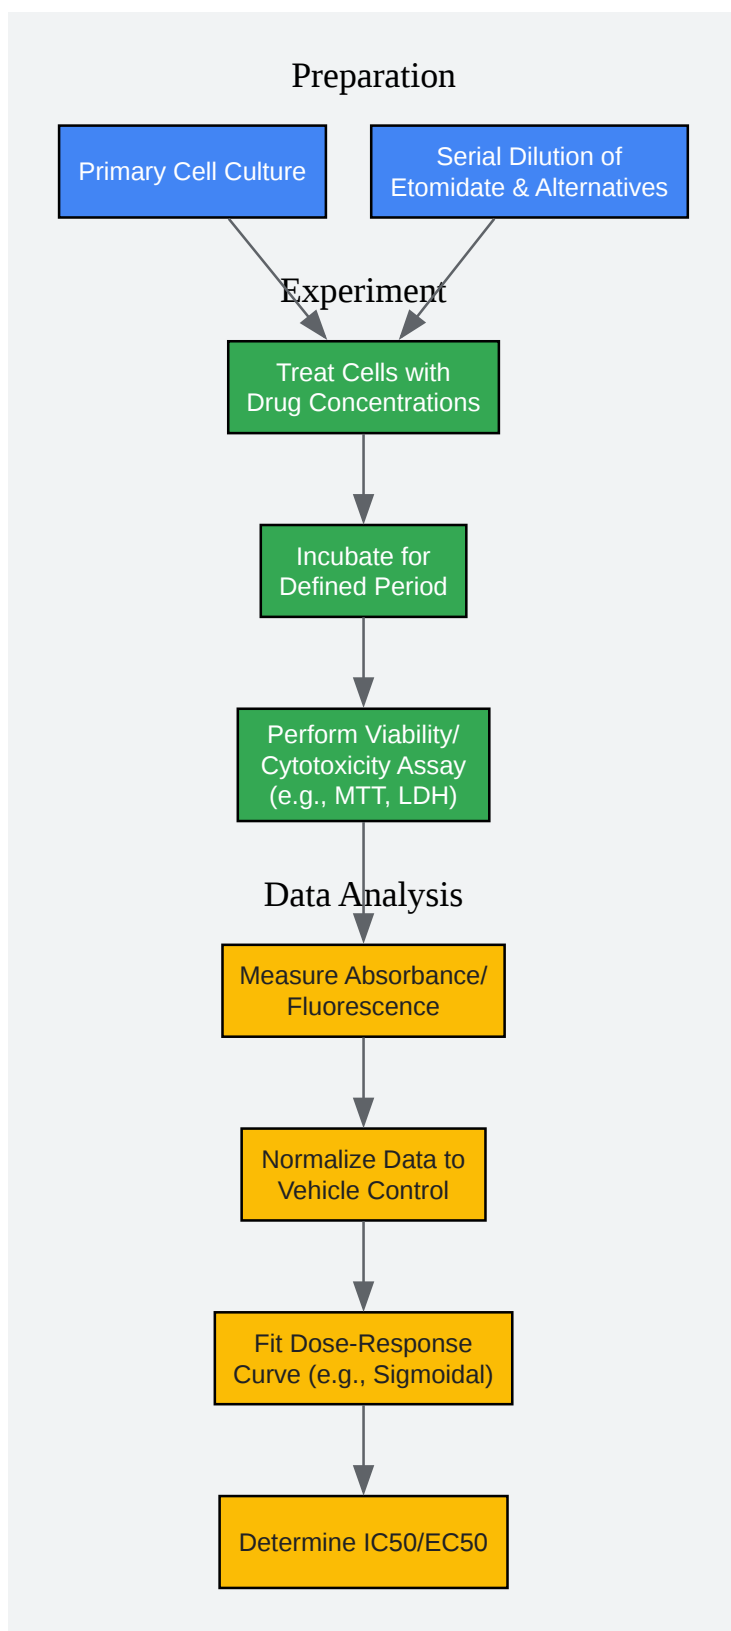 Preparation
Primary Cell Culture
Serial Dilution of
Etomidate & Alternatives
Experiment
Treat Cells with
Drug Concentrations
Incubate for
Defined Period
Perform Viability/
Cytotoxicity Assay
(e.g., MTT, LDH)
Data Analysis
Measure Absorbance/
Fluorescence
Normalize Data to
Vehicle Control
Fit Dose-Response
Curve (e.g., Sigmoidal)
Determine IC50/EC50